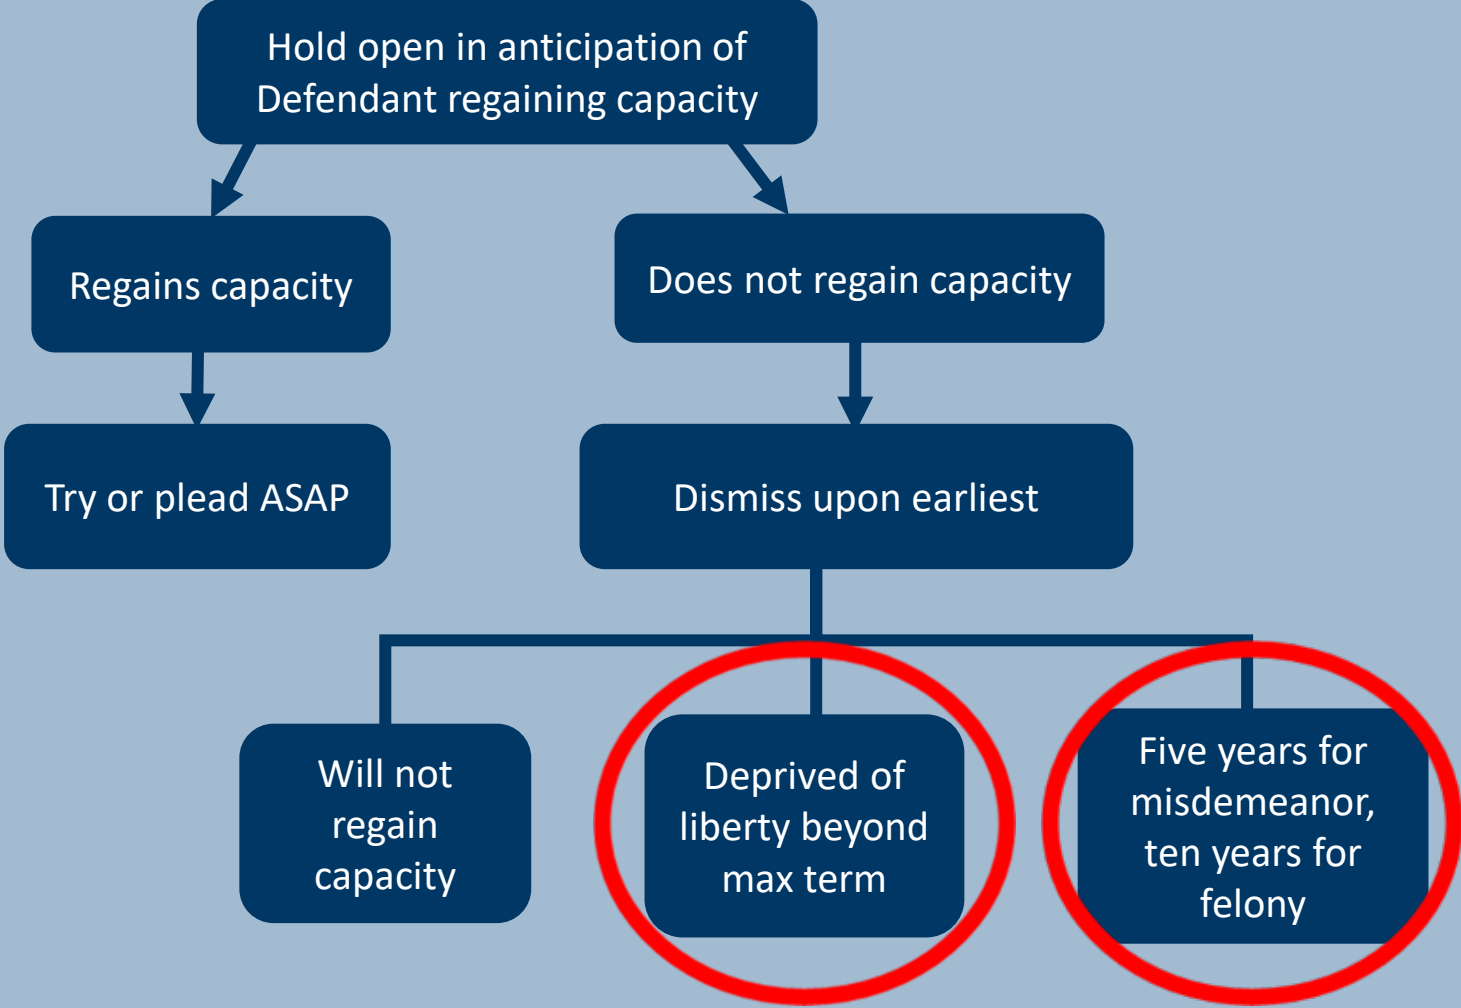 Hold open in anticipation of
Defendant regaining capacity
Regains capacity
Does not regain capacity
Try or plead ASAP
Dismiss upon earliest
Will not
regain
capacity
Deprived of
liberty beyond
max term
Five years for
misdemeanor,
ten years for
felony